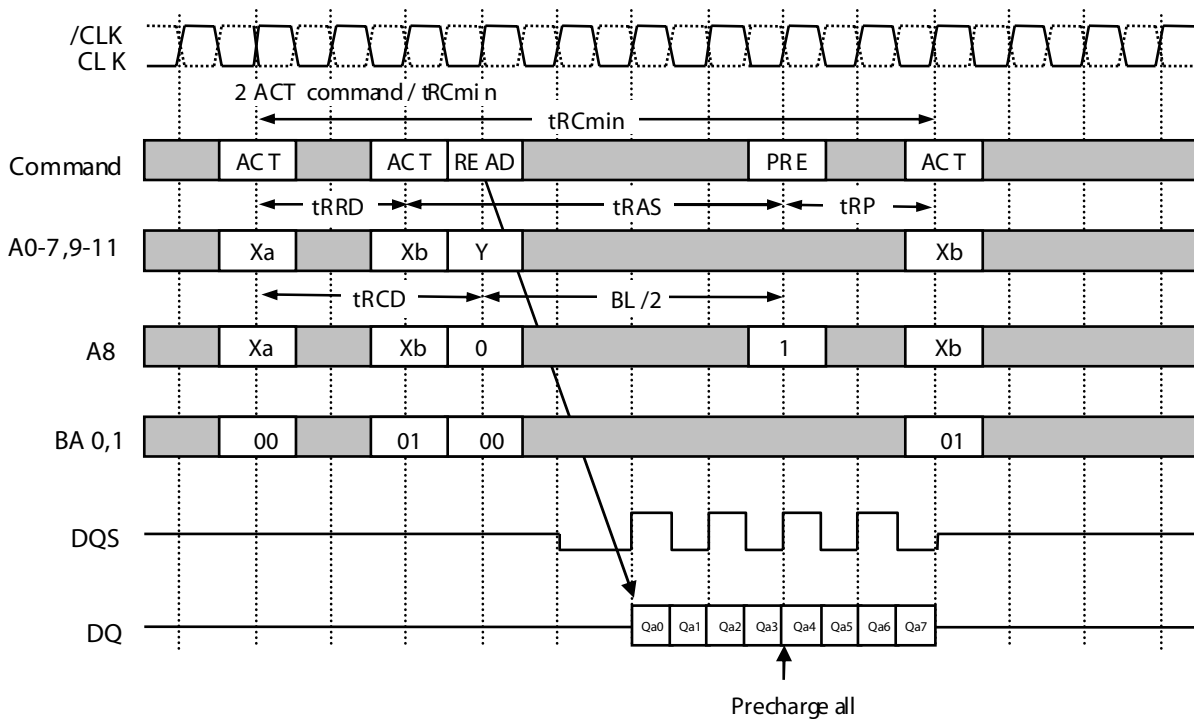 /CLK
CLK
2 ACT command / tRCmin
tRCmin
Command ACT ACT READ PRE ACT
tRRD tRAS tRP
A0-7,9-11 Xa Xb Y Xb
tRCD BL/2
A8 Xa Xb 0 1 Xb
BA 0,1 00 01 00 01
DQS
DQ Qa0 Qa1 Qa2 Qa3 Qa4 Qa5 Qa6 Qa7
Precharge all